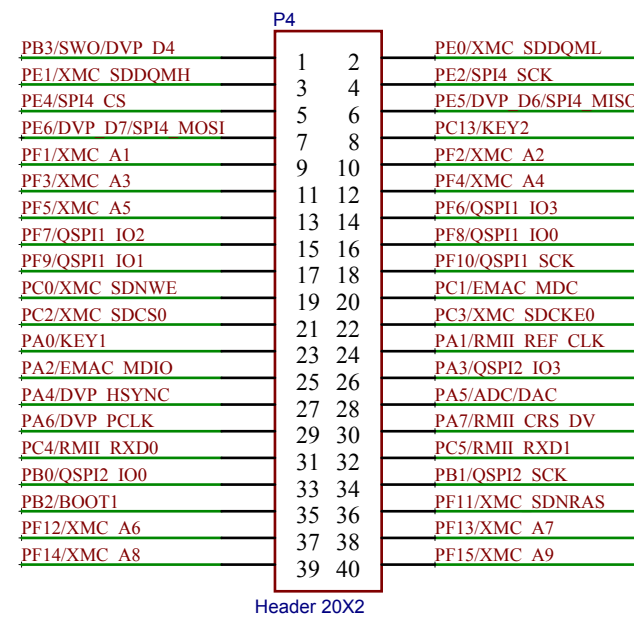 P4
PB3/SWO/DVP_D4 1 2 PE0/XMC_SDDQML
PE1/XMC_SDDQMH 3 4 PE2/SPI4_SCK
PE4/SPI4_CS 5 6 PE5/DVP_D6/SPI4_MISO
PE6/DVP_D7/SPI4_MOSI 7 8 PC13/KEY2
PF1/XMC_A1 9 10 PF2/XMC_A2
PF3/XMC_A3 11 12 PF4/XMC_A4
PF5/XMC_A5 13 14 PF6/QSPI1_IO3
PF7/QSPI1_IO2 15 16 PF8/QSPI1_IO0
PF9/QSPI1_IO1 17 18 PF10/QSPI1_SCK
PC0/XMC_SDNWE 19 20 PC1/EMAC_MDC
PC2/XMC_SDCS0 21 22 PC3/XMC_SDCKE0
PA0/KEY1 23 24 PA1/RMII_REF_CLK
PA2/EMAC_MDIO 25 26 PA3/QSPI2_IO3
PA4/DVP_HSYNC 27 28 PA5/ADC/DAC
PA6/DVP_PCLK 29 30 PA7/RMII_CRS_DV
PC4/RMII_RXD0 31 32 PC5/RMII_RXD1
PB0/QSPI2_IO0 33 34 PB1/QSPI2_SCK
PB2/BOOT1 35 36 PF11/XMC_SDNRAS
PF12/XMC_A6 37 38 PF13/XMC_A7
PF14/XMC_A8 39 40 PF15/XMC_A9
Header 20X2